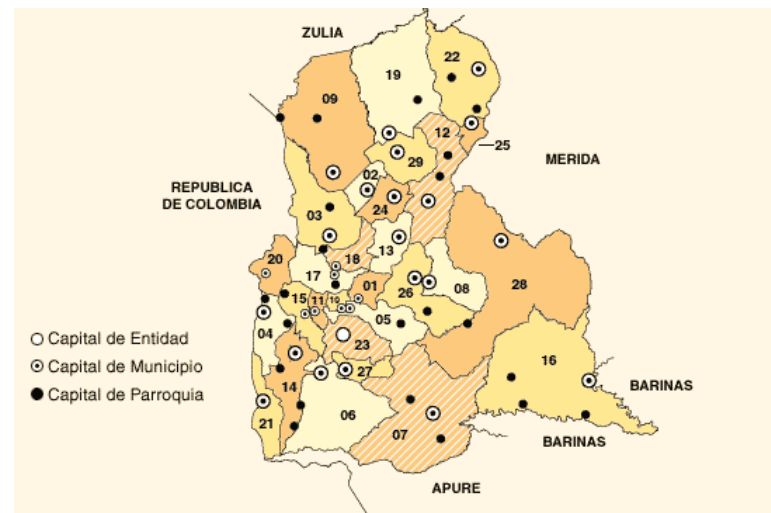 ZULIA
22
19
09
12
25
29
MERIDA
02
REPUBLICA
DE COLOMBIA
24
03
13
18
20
17
01
28
26
08
15
11
10
05
04
23
16
27
BARINAS
14
21
06
07
BARINAS
APURE
Capital de Entidad
Capital de Municipio
Capital de Parroquia